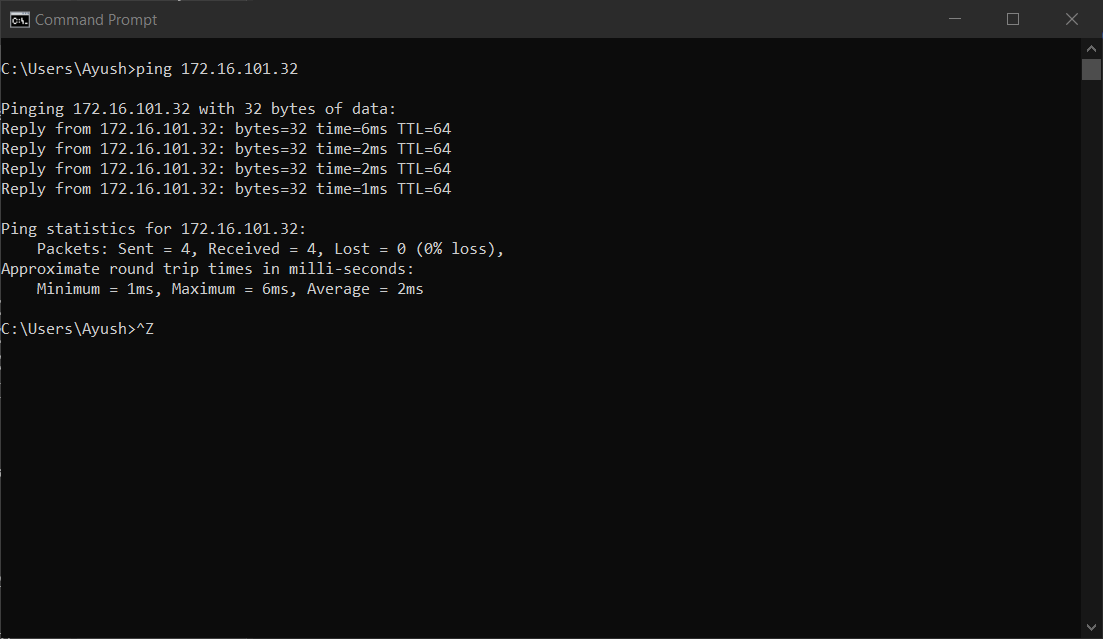 Command Prompt
C:\Users\Ayush>ping 172.16.101.32
Pinging 172.16.101.32 with 32 bytes of data:
Reply from 172.16.101.32: bytes=32 time=6ms TTL=64
Reply from 172.16.101.32: bytes=32 time=2ms TTL=64
Reply from 172.16.101.32: bytes=32 time=2ms TTL=64
Reply from 172.16.101.32: bytes=32 time=1ms TTL=64
Ping statistics for 172.16.101.32:
    Packets: Sent = 4, Received = 4, Lost = 0 (0% loss),
Approximate round trip times in milli-seconds:
    Minimum = 1ms, Maximum = 6ms, Average = 2ms
C:\Users\Ayush>^Z